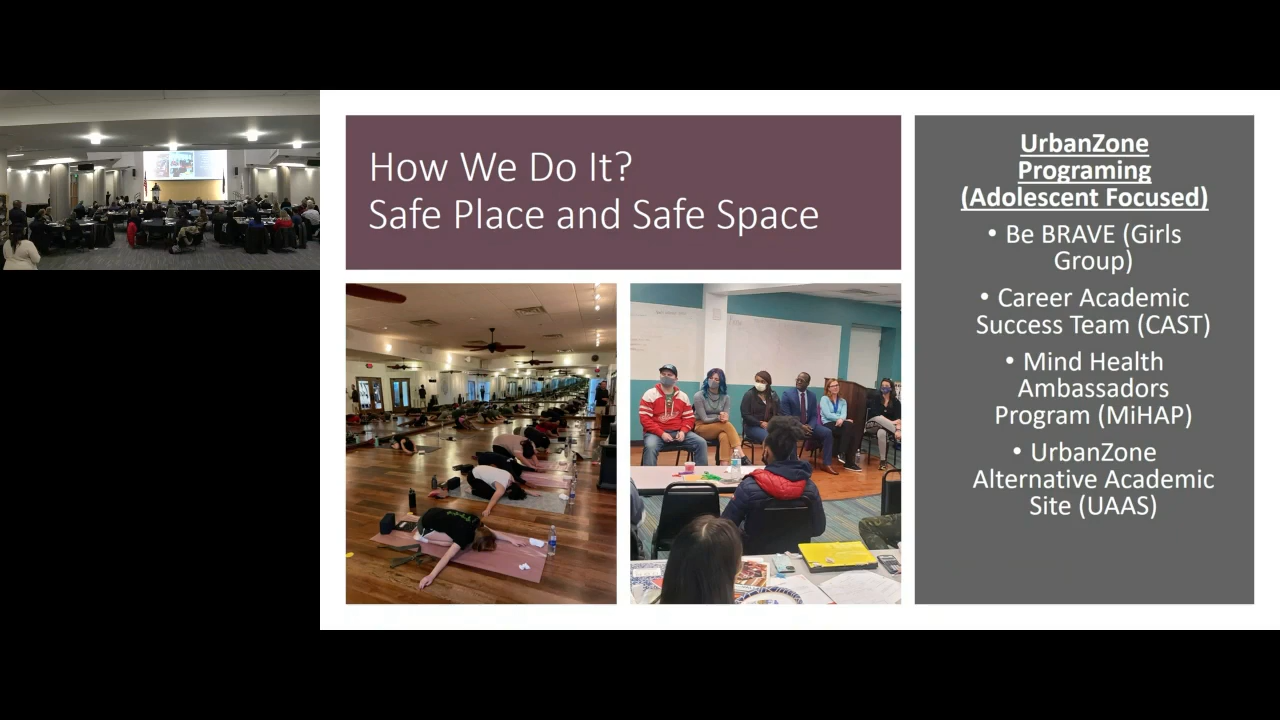 How We Do It?
Safe Place and Safe Space
UrbanZone
Programing
(Adolescent Focused)
• Be BRAVE (Girls
Group)
• Career Academic
Success Team (CAST)
• Mind Health
Ambassadors
Program (MiHAP)
• UrbanZone
Alternative Academic
Site (UAAS)